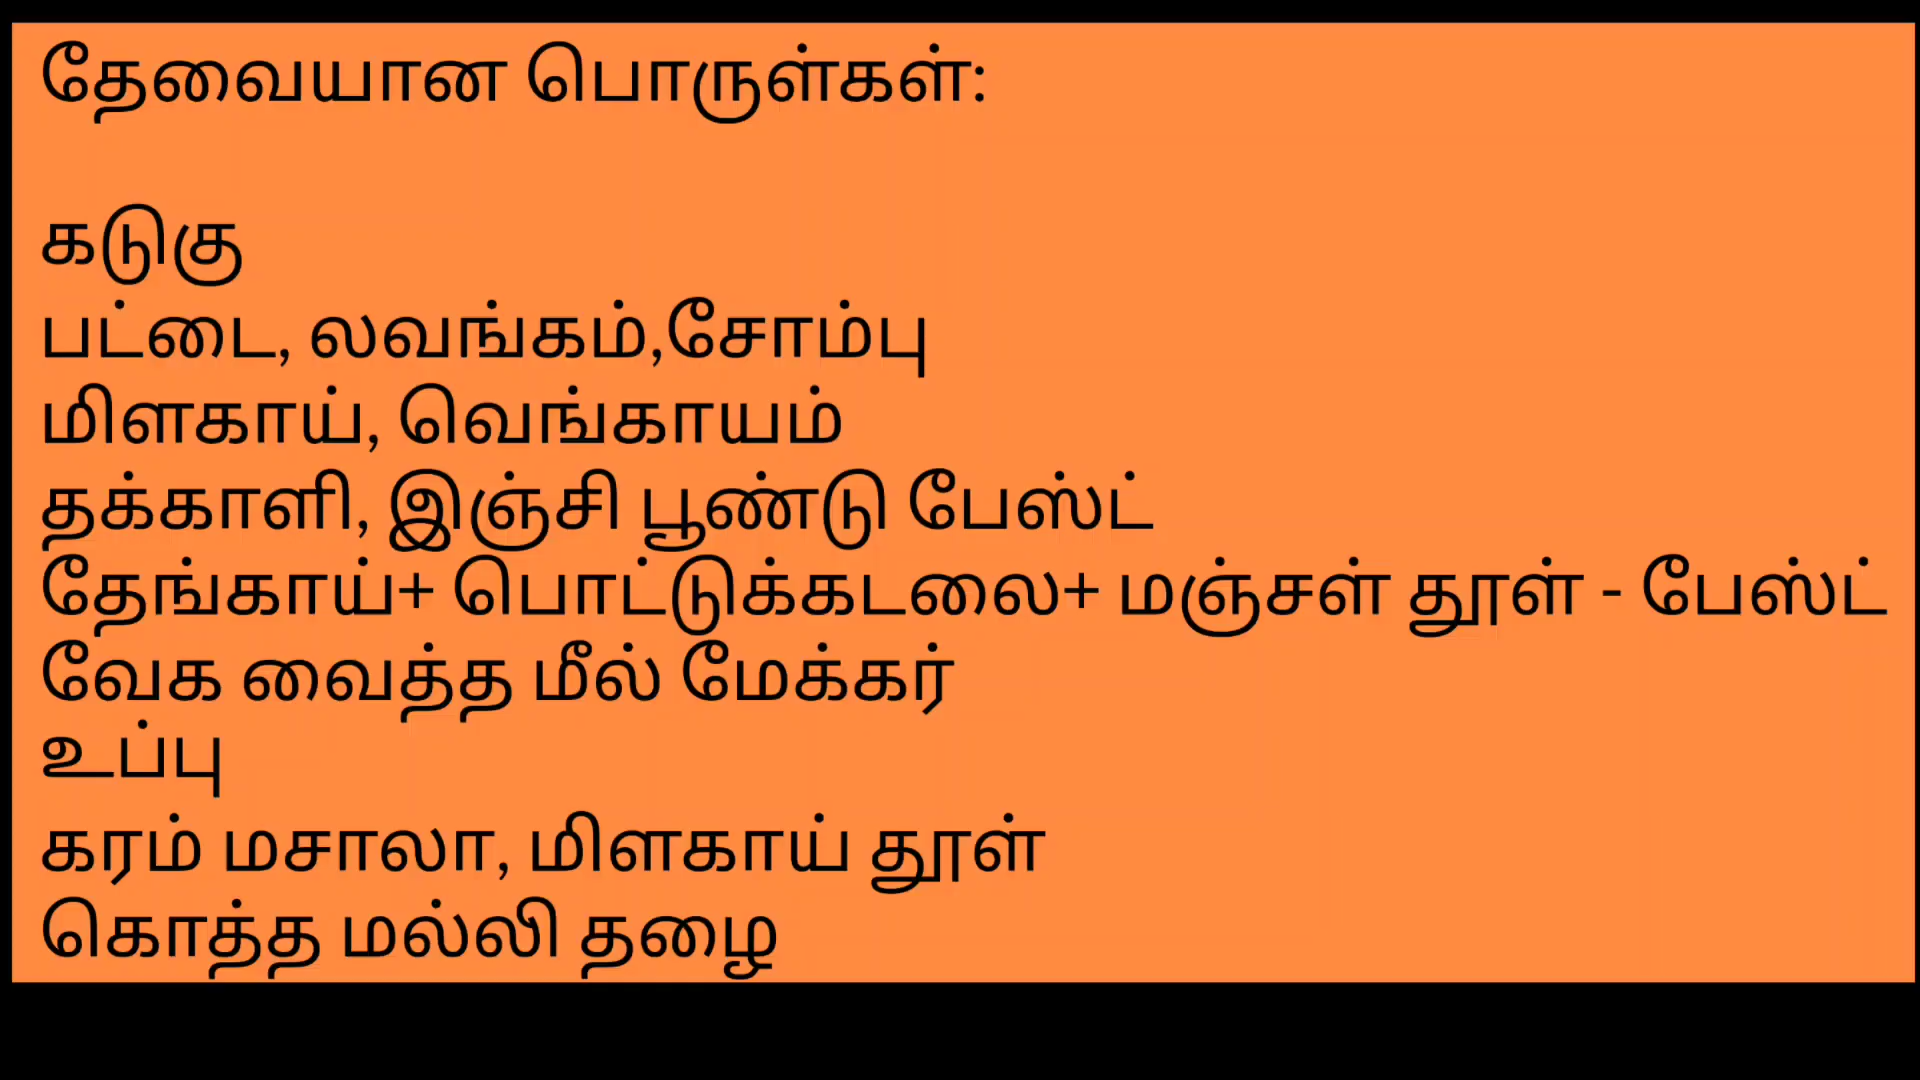 தேவையான பொருள்கள்:
கடுகு
பட்டை, லவங்கம்,சோம்பு
மிளகாய், வெங்காயம்
தக்காளி, இஞ்சி பூண்டு பேஸ்ட்
தேங்காய்+ பொட்டுக்கடலை+ மஞ்சள் தூள் - பேஸ்ட்
வேக வைத்த மீல் மேக்கர்
உப்பு
கரம் மசாலா, மிளகாய் தூள்
கொத்த மல்லி தழை